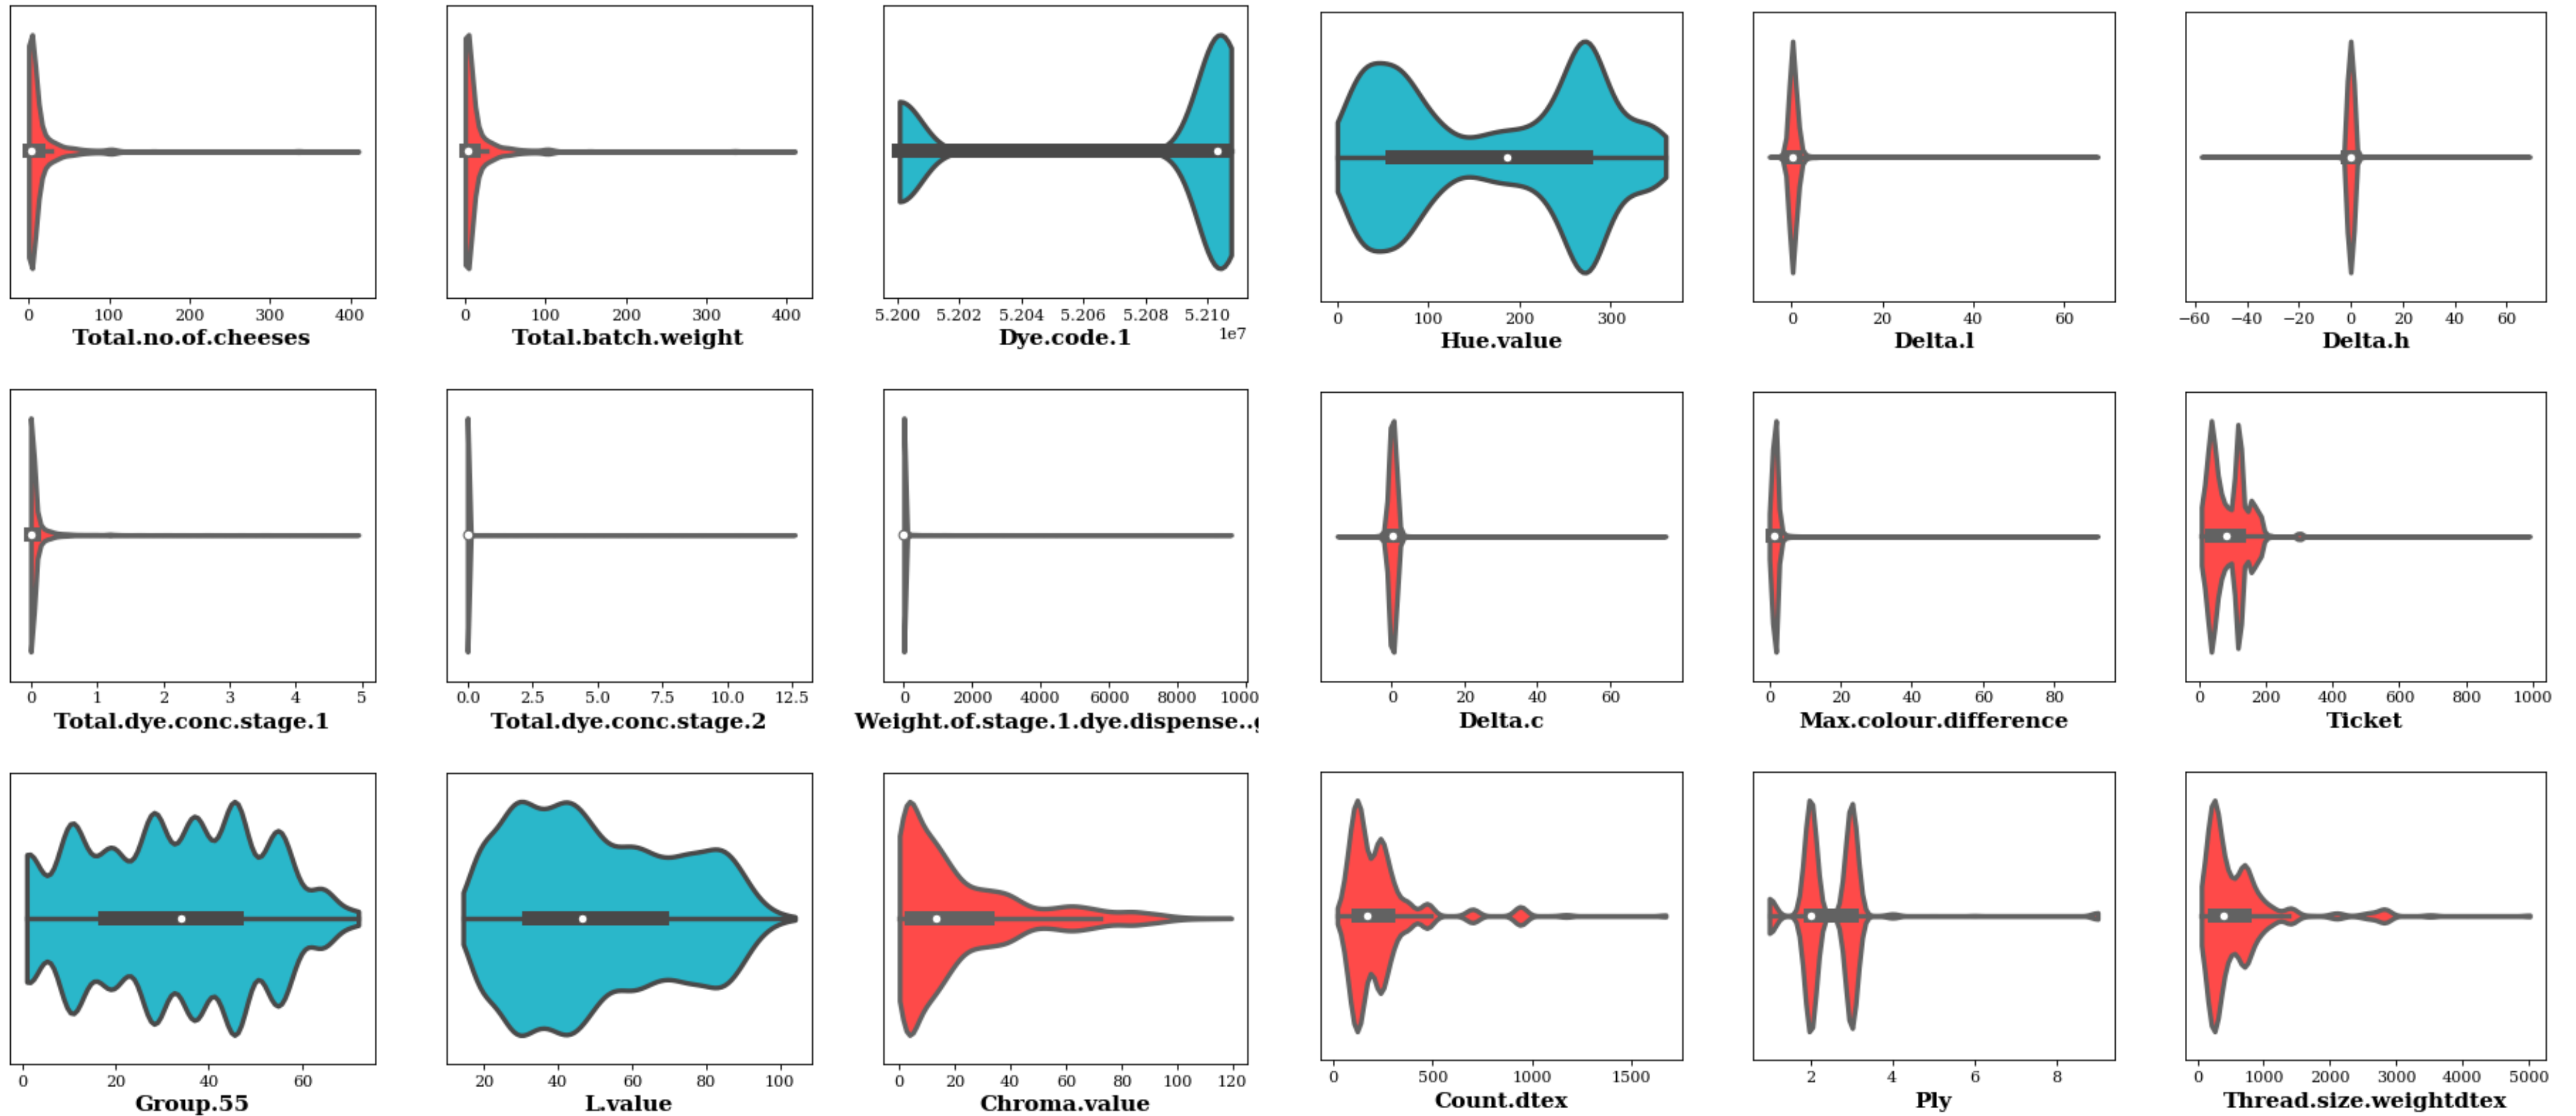 0 100 200 300 400
Total.no.of.cheeses
0 100 200 300 400
Total.batch.weight
5.200 5.202 5.204 5.206 5.208 5.210
1e7
Dye.code.1
0 100 200 300
Hue.value
0 20 40 60
Delta.l
−60 −40 −20 0 20 40 60
Delta.h
0 1 2 3 4 5
Total.dye.conc.stage.1
0.0 2.5 5.0 7.5 10.0 12.5
Total.dye.conc.stage.2
0 2000 4000 6000 8000 1000
Weight.of.stage.1.dye.dispense..
0 20 40 60
Delta.c
0 20 40 60 80
Max.colour.difference
0 200 400 600 800 1000
Ticket
0 20 40 60
Group.55
20 40 60 80 100
L.value
0 20 40 60 80 100 120
Chroma.value
0 500 1000 1500
Count.dtex
2 4 6 8
Ply
0 1000 2000 3000 4000 5000
Thread.size.weightdtex